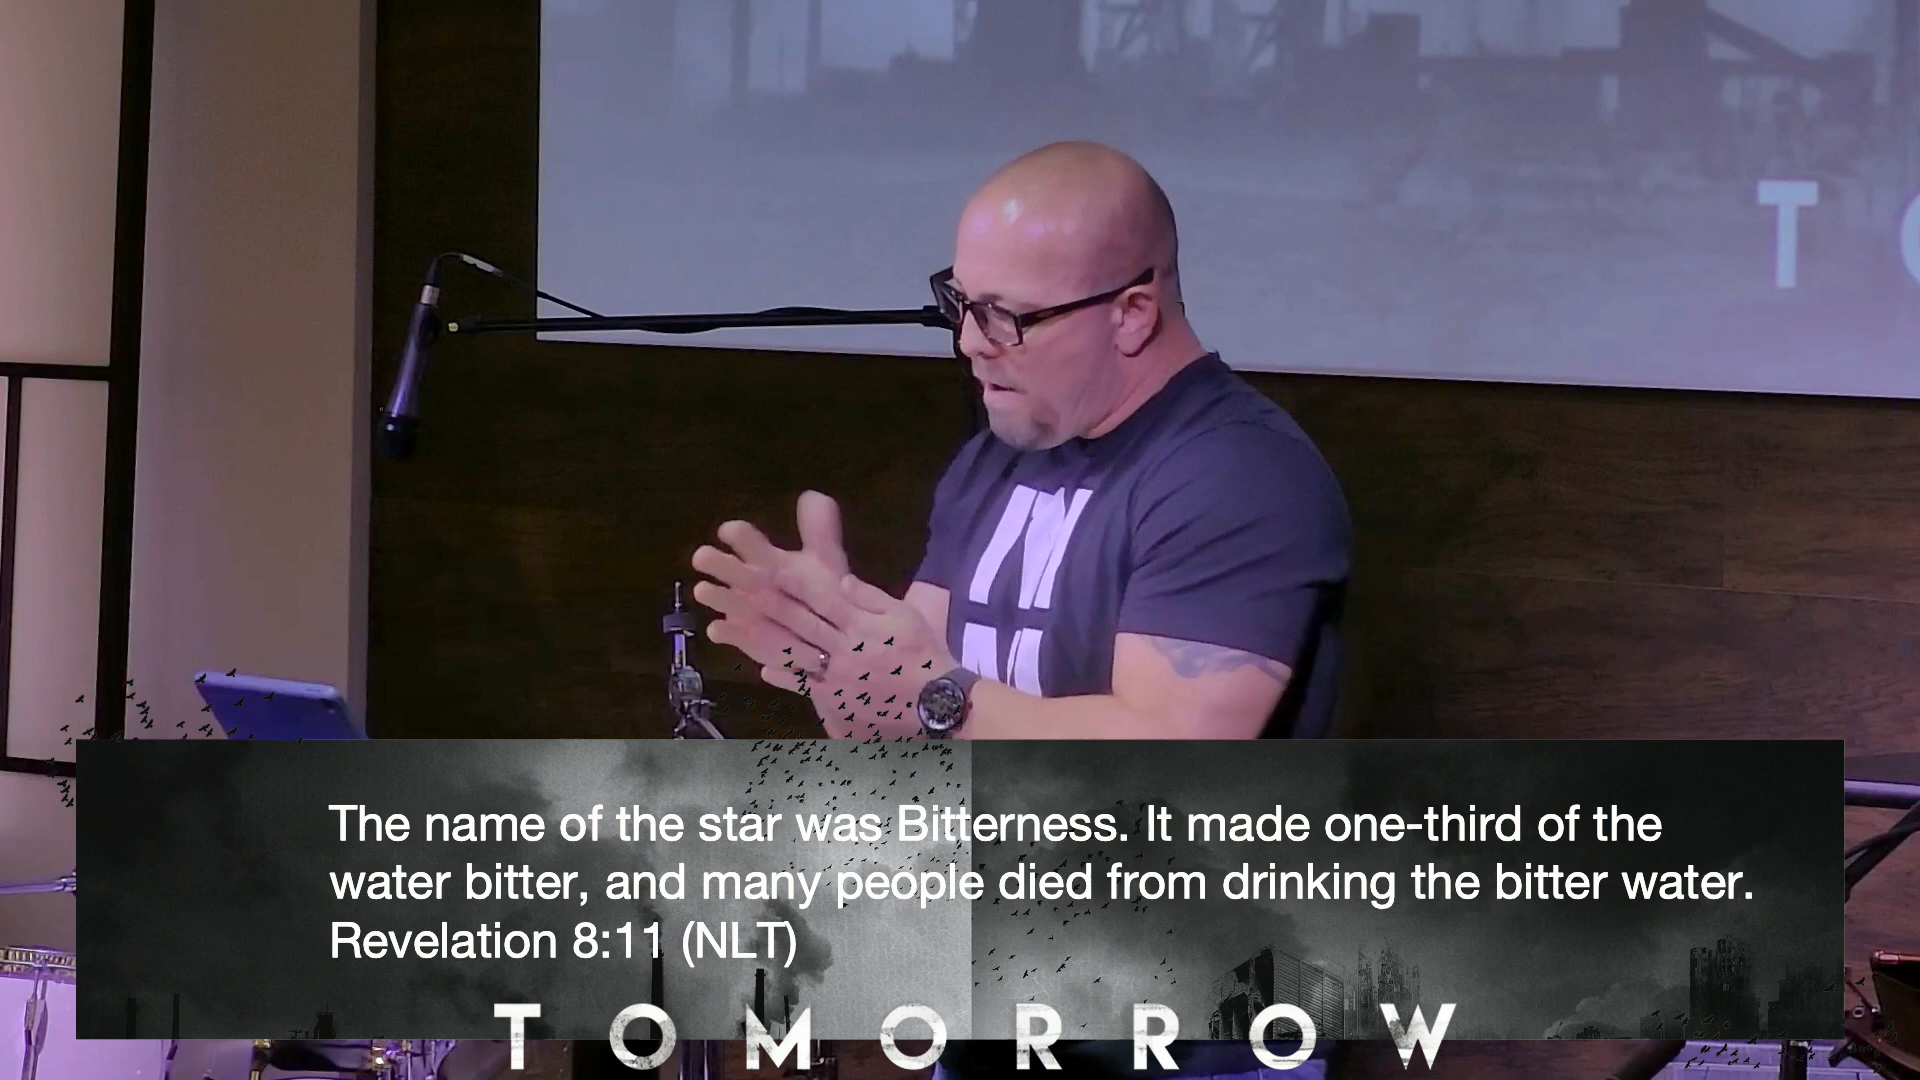 T
The name of the star was Bitterness. It made one-third of the
water bitter, and many people died from drinking the bitter water.
Revelation 8:11 (NLT)
TOMORROW